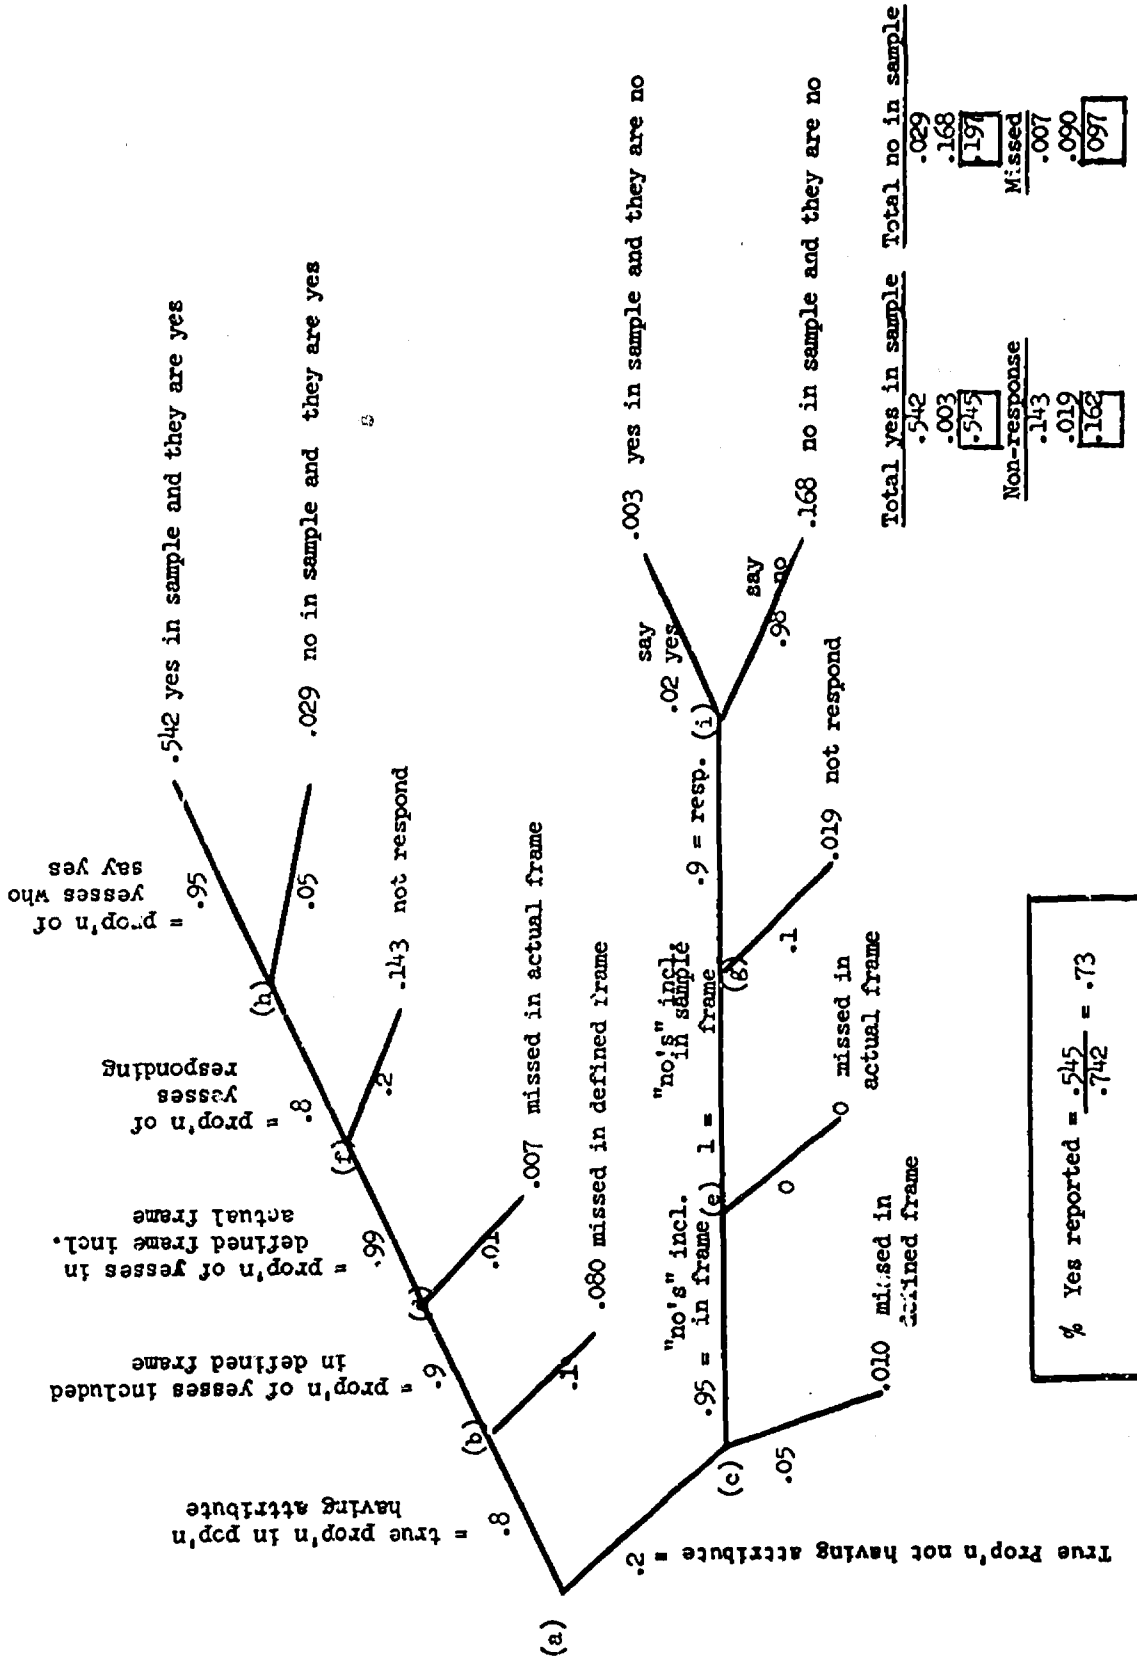 = prop'n of
yesses who
say yes
.95
.542 yes in sample and they are yes
(h)
.05
.029 no in sample and they are yes
= prop'n of
yesses
responding
.8
(f)
.2
.143 not respond
= prop'n of yesses in
defined frame incl.
actual frame
.99
.01
.007 missed in actual frame
= prop'n of yesses included
in defined frame
.9
(b)
.1
.080 missed in defined frame
= true prop'n in pop'n
having attribute
.8
(a)
.2 =
True Prop'n not having attribute
(c)
.05
.010 missed in
defined frame
"no's" incl.
.95 = in frame
(e)
0
0 missed in
actual frame
"no's" incl.
in sample
1 = frame
(g)
.1
.019 not respond
.9 = resp.
(i)
say
.02 yes
.003 yes in sample and they are no
say
.98 no
.168 no in sample and they are no
Total yes in sample
.542
.003
.545
Total no in sample
.029
.168
.197
Non-response
.143
.019
.162
Missed
.007
.090
.097
% Yes reported = .545 = .73
.742